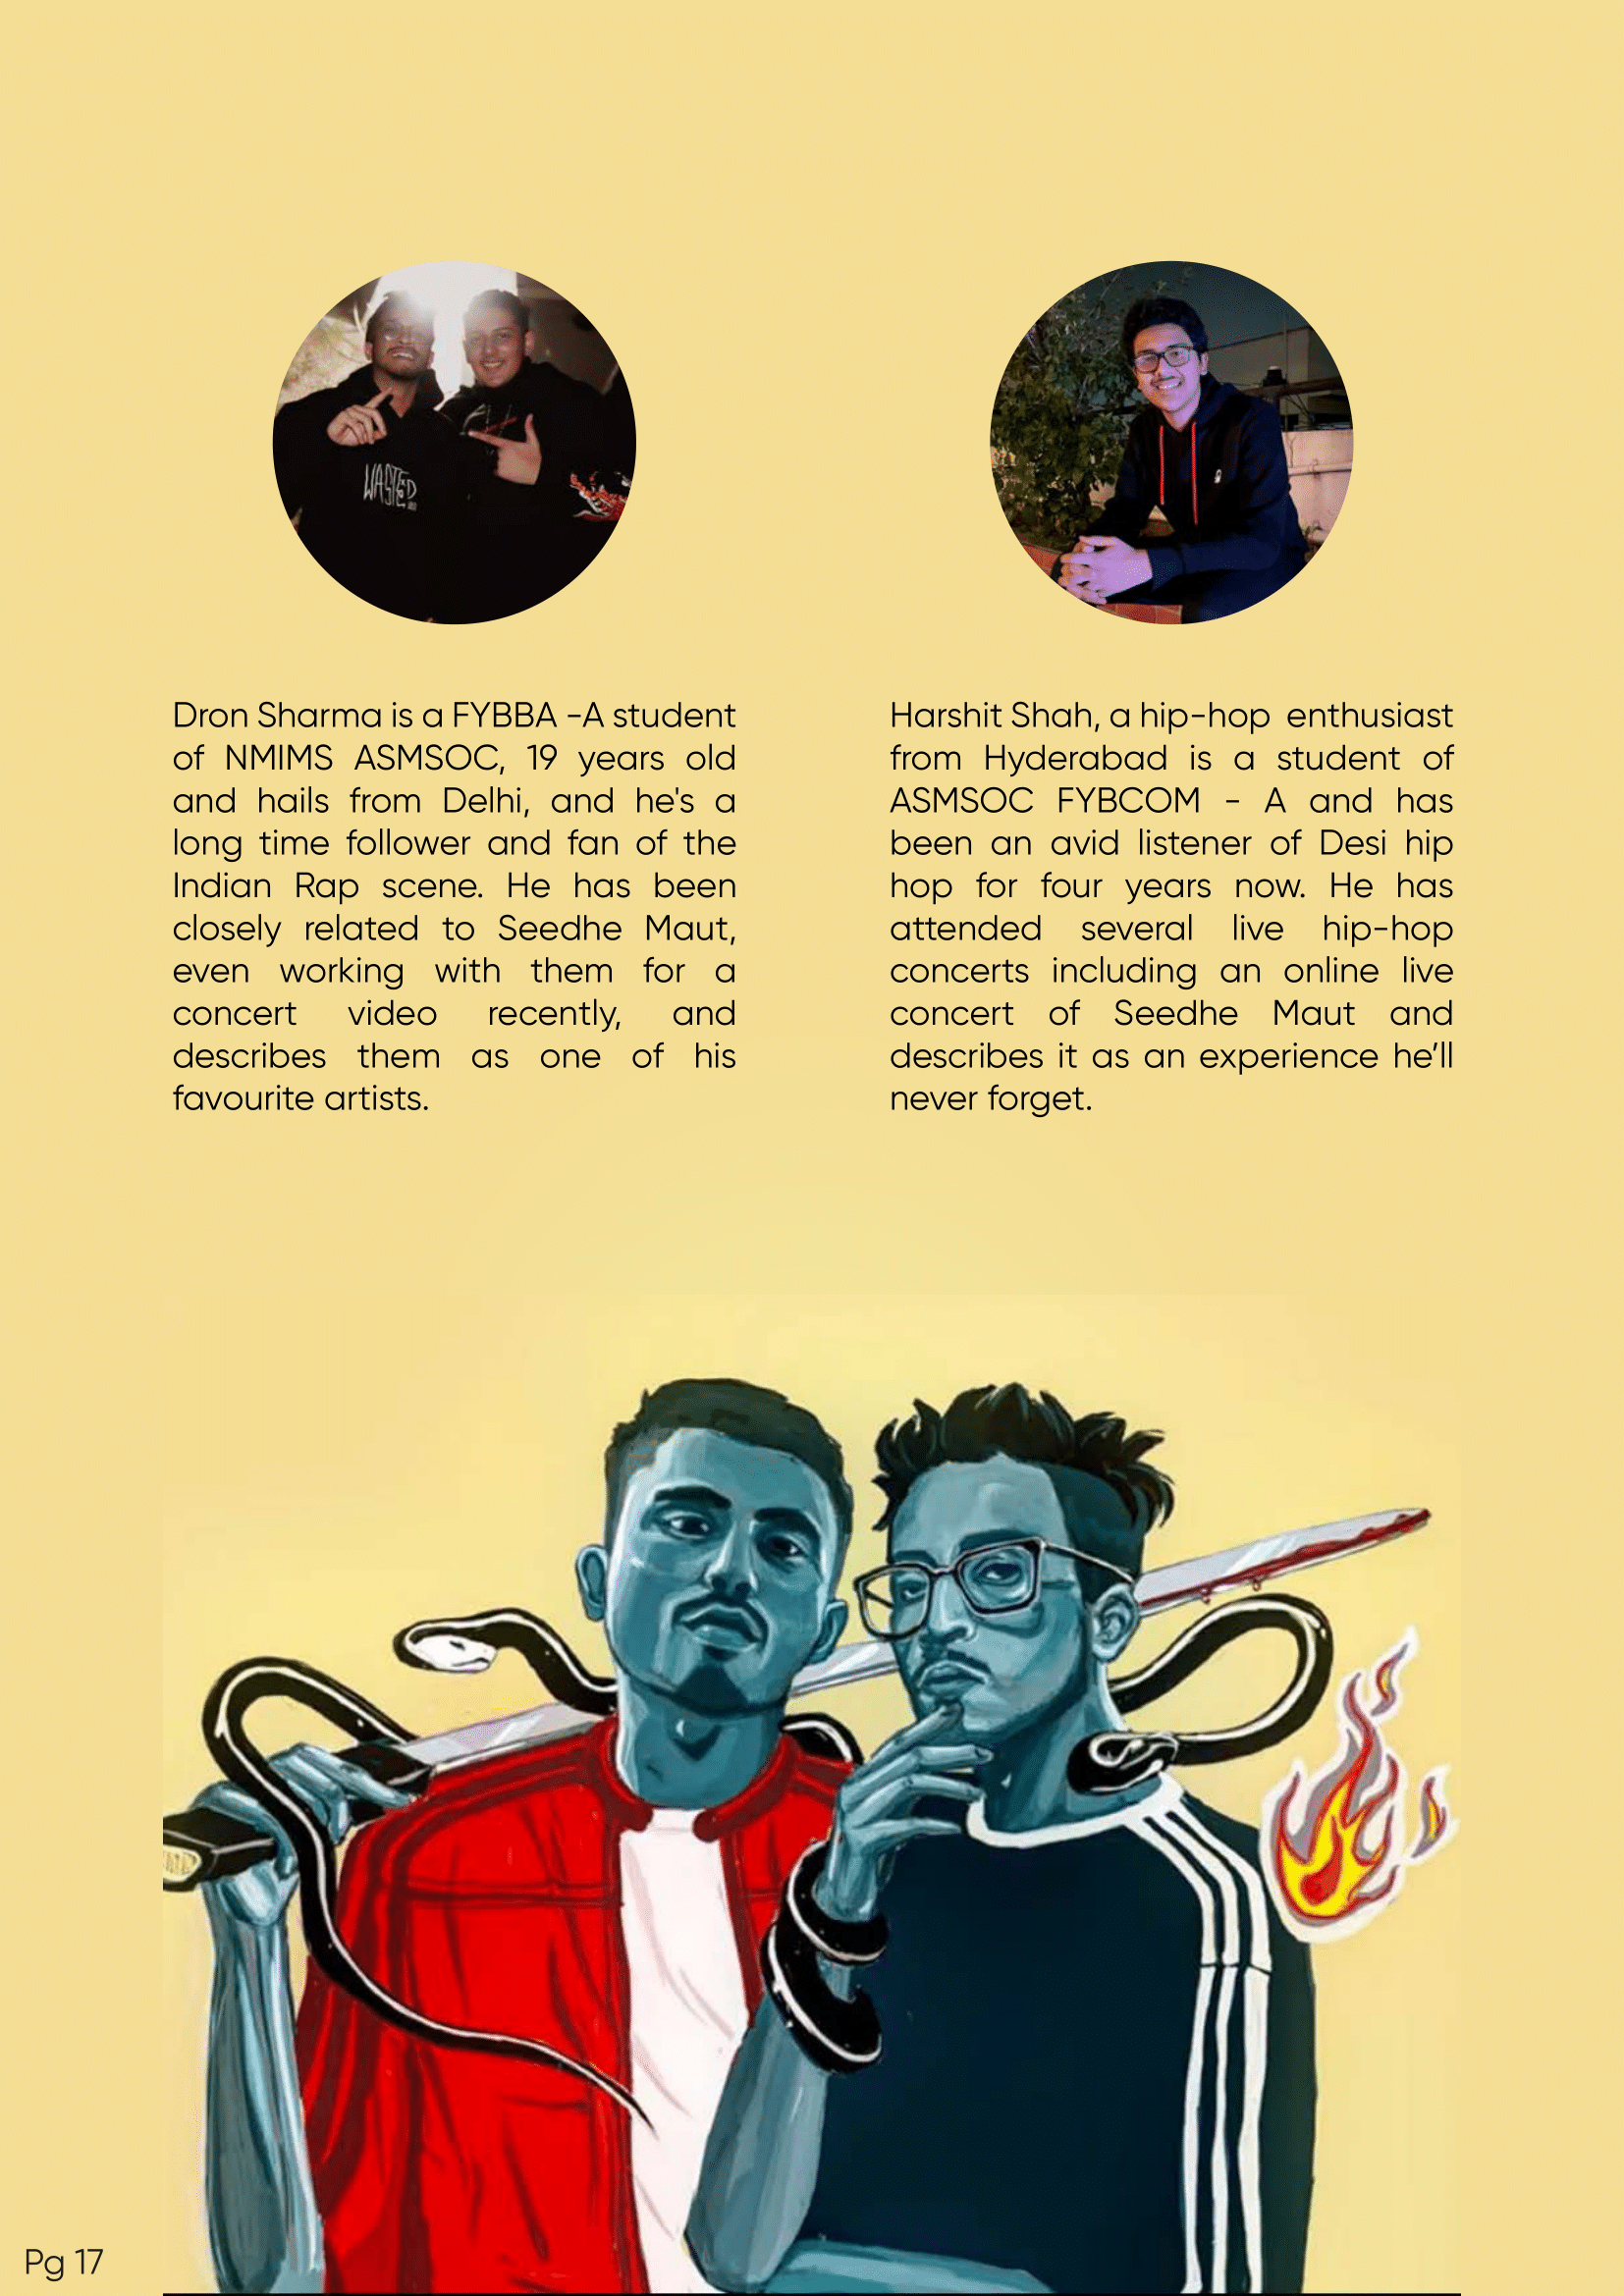 WASTED
Dron Sharma is a FYBBA -A student
of NMIMS ASMSOC, 19 years old
and hails from Delhi, and he's a
long time follower and fan of the
Indian Rap scene. He has been
closely related to Seedhe Maut,
even working with them for a
concert video recently, and
describes them as one of his
favourite artists.
Harshit Shah, a hip-hop enthusiast
from Hyderabad is a student of
ASMSOC FYBCOM - A and has
been an avid listener of Desi hip
hop for four years now. He has
attended several live hip-hop
concerts including an online live
concert of Seedhe Maut and
describes it as an experience he’ll
never forget.
Pg 17